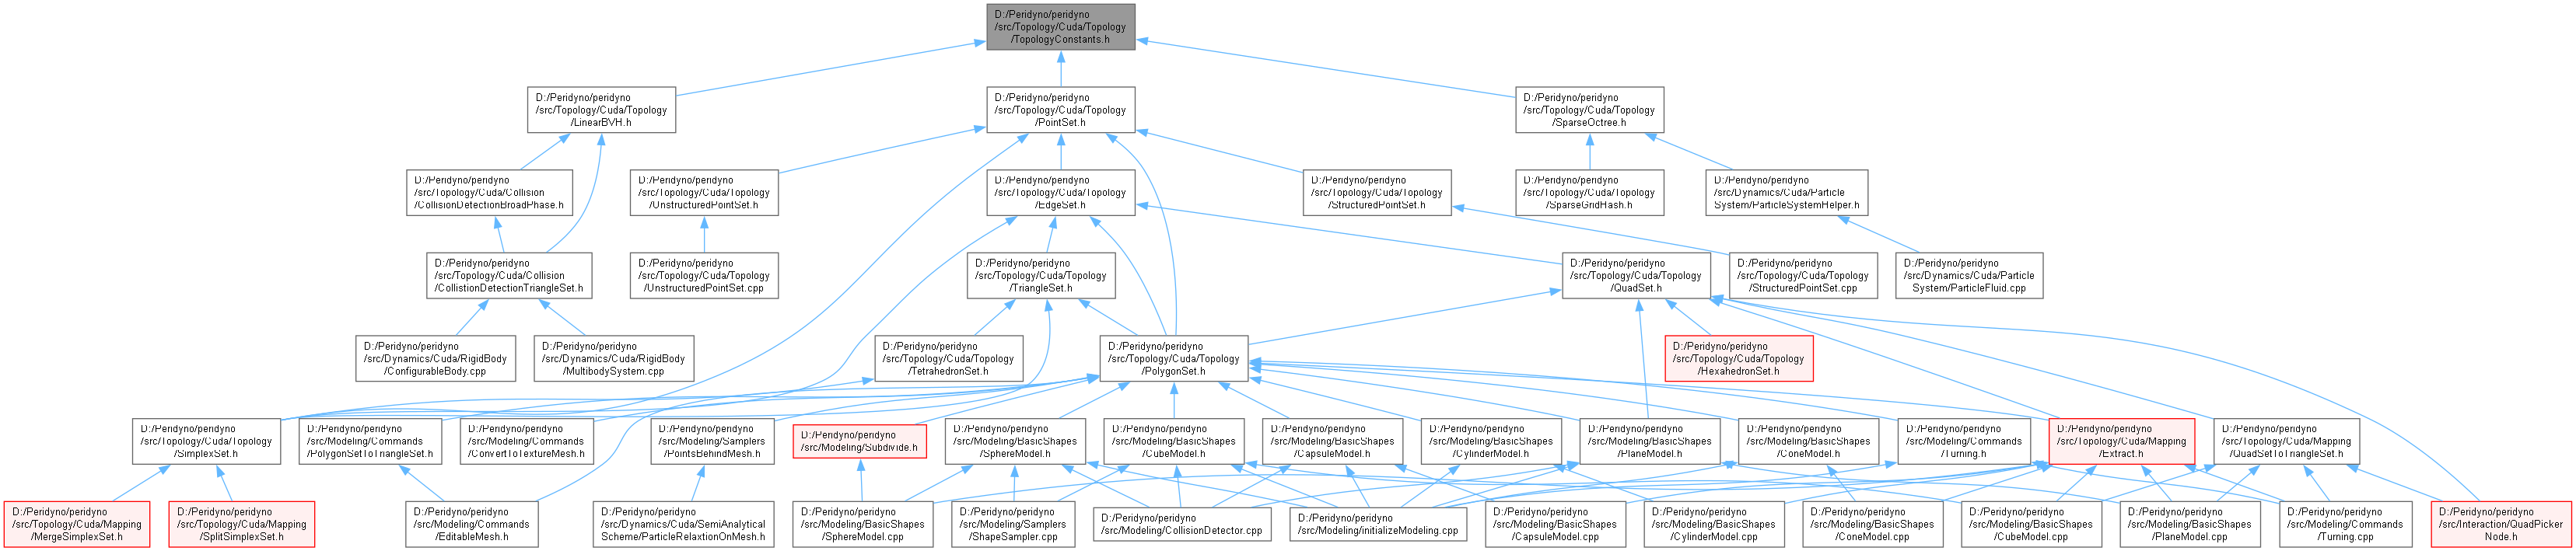 D:/Peridyno/peridyno
/src/Topology/Cuda/Topology
/TopologyConstants.h
D:/Peridyno/peridyno
/src/Topology/Cuda/Topology
/LinearBVH.h
D:/Peridyno/peridyno
/src/Topology/Cuda/Topology
/PointSet.h
D:/Peridyno/peridyno
/src/Topology/Cuda/Topology
/SparseOctree.h
D:/Peridyno/peridyno
/src/Topology/Cuda/Collision
/CollisionDetectionBroadPhase.h
D:/Peridyno/peridyno
/src/Topology/Cuda/Topology
/UnstructuredPointSet.h
D:/Peridyno/peridyno
/src/Topology/Cuda/Topology
/EdgeSet.h
D:/Peridyno/peridyno
/src/Topology/Cuda/Topology
/StructuredPointSet.h
D:/Peridyno/peridyno
/src/Topology/Cuda/Topology
/SparseGridHash.h
D:/Peridyno/peridyno
/src/Dynamics/Cuda/Particle
System/ParticleSystemHelper.h
D:/Peridyno/peridyno
/src/Topology/Cuda/Collision
/CollistionDetectionTriangleSet.h
D:/Peridyno/peridyno
/src/Topology/Cuda/Topology
/UnstructuredPointSet.cpp
D:/Peridyno/peridyno
/src/Topology/Cuda/Topology
/TriangleSet.h
D:/Peridyno/peridyno
/src/Topology/Cuda/Topology
/QuadSet.h
D:/Peridyno/peridyno
/src/Topology/Cuda/Topology
/StructuredPointSet.cpp
D:/Peridyno/peridyno
/src/Dynamics/Cuda/Particle
System/ParticleFluid.cpp
D:/Peridyno/peridyno
/src/Dynamics/Cuda/RigidBody
/ConfigurableBody.cpp
D:/Peridyno/peridyno
/src/Dynamics/Cuda/RigidBody
/MultibodySystem.cpp
D:/Peridyno/peridyno
/src/Topology/Cuda/Topology
/TetrahedronSet.h
D:/Peridyno/peridyno
/src/Topology/Cuda/Topology
/PolygonSet.h
D:/Peridyno/peridyno
/src/Topology/Cuda/Topology
/HexahedronSet.h
D:/Peridyno/peridyno
/src/Topology/Cuda/Topology
/SimplexSet.h
D:/Peridyno/peridyno
/src/Modeling/Commands
/PolygonSetToTriangleSet.h
D:/Peridyno/peridyno
/src/Modeling/Commands
/ConvertToTextureMesh.h
D:/Peridyno/peridyno
/src/Modeling/Samplers
/PointsBehindMesh.h
D:/Peridyno/peridyno
/src/Modeling/Subdivide.h
D:/Peridyno/peridyno
/src/Modeling/BasicShapes
/SphereModel.h
D:/Peridyno/peridyno
/src/Modeling/BasicShapes
/CubeModel.h
D:/Peridyno/peridyno
/src/Modeling/BasicShapes
/CapsuleModel.h
D:/Peridyno/peridyno
/src/Modeling/BasicShapes
/CylinderModel.h
D:/Peridyno/peridyno
/src/Modeling/BasicShapes
/PlaneModel.h
D:/Peridyno/peridyno
/src/Modeling/BasicShapes
/ConeModel.h
D:/Peridyno/peridyno
/src/Modeling/Commands
/Turning.h
D:/Peridyno/peridyno
/src/Topology/Cuda/Mapping
/Extract.h
D:/Peridyno/peridyno
/src/Topology/Cuda/Mapping
/QuadSetToTriangleSet.h
D:/Peridyno/peridyno
/src/Topology/Cuda/Mapping
/MergeSimplexSet.h
D:/Peridyno/peridyno
/src/Topology/Cuda/Mapping
/SplitSimplexSet.h
D:/Peridyno/peridyno
/src/Modeling/Commands
/EditableMesh.h
D:/Peridyno/peridyno
/src/Dynamics/Cuda/SemiAnalytical
Scheme/ParticleRelaxtionOnMesh.h
D:/Peridyno/peridyno
/src/Modeling/BasicShapes
/SphereModel.cpp
D:/Peridyno/peridyno
/src/Modeling/Samplers
/ShapeSampler.cpp
D:/Peridyno/peridyno
/src/Modeling/CollisionDetector.cpp
D:/Peridyno/peridyno
/src/Modeling/initializeModeling.cpp
D:/Peridyno/peridyno
/src/Modeling/BasicShapes
/CapsuleModel.cpp
D:/Peridyno/peridyno
/src/Modeling/BasicShapes
/CylinderModel.cpp
D:/Peridyno/peridyno
/src/Modeling/BasicShapes
/ConeModel.cpp
D:/Peridyno/peridyno
/src/Modeling/BasicShapes
/CubeModel.cpp
D:/Peridyno/peridyno
/src/Modeling/BasicShapes
/PlaneModel.cpp
D:/Peridyno/peridyno
/src/Modeling/Commands
/Turning.cpp
D:/Peridyno/peridyno
/src/Interaction/QuadPicker
Node.h